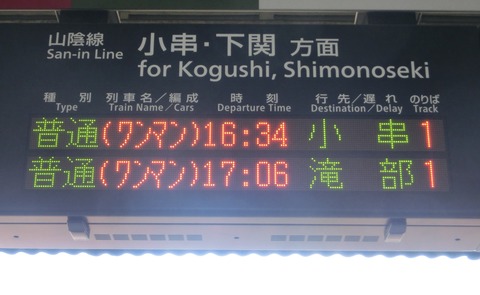 山陰線 小串・下関 方面
San-in Line for Kogushi, Shimonoseki
種別 列車名／編成 時刻 行先／遅れ のりば
Type Train Name／Cars Departure Time Destination／Delay Track
普通(ワンマン)16:34 小串 1
普通(ワンマン)17:06 滝部 1